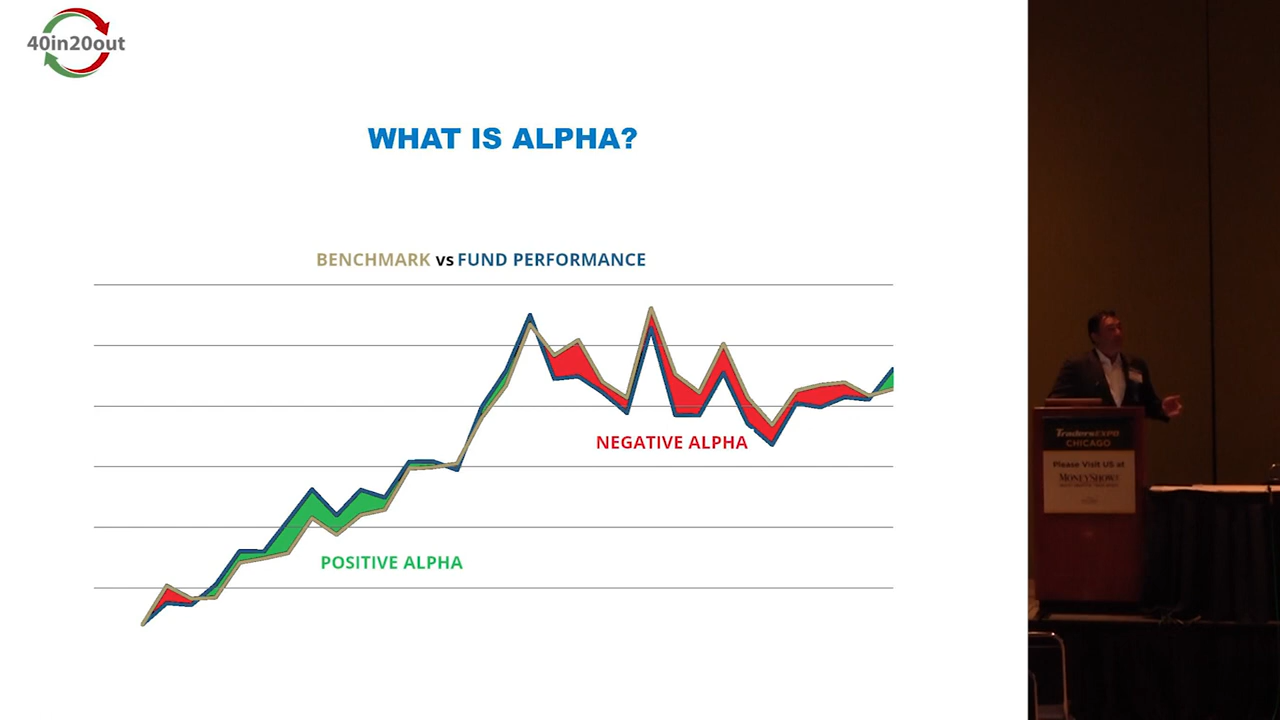 40in20out
WHAT IS ALPHA?
BENCHMARK vs FUND PERFORMANCE
NEGATIVE ALPHA
POSITIVE ALPHA
TradersEXPO
CHICAGO
Please Visit US at
MONEYSHOW